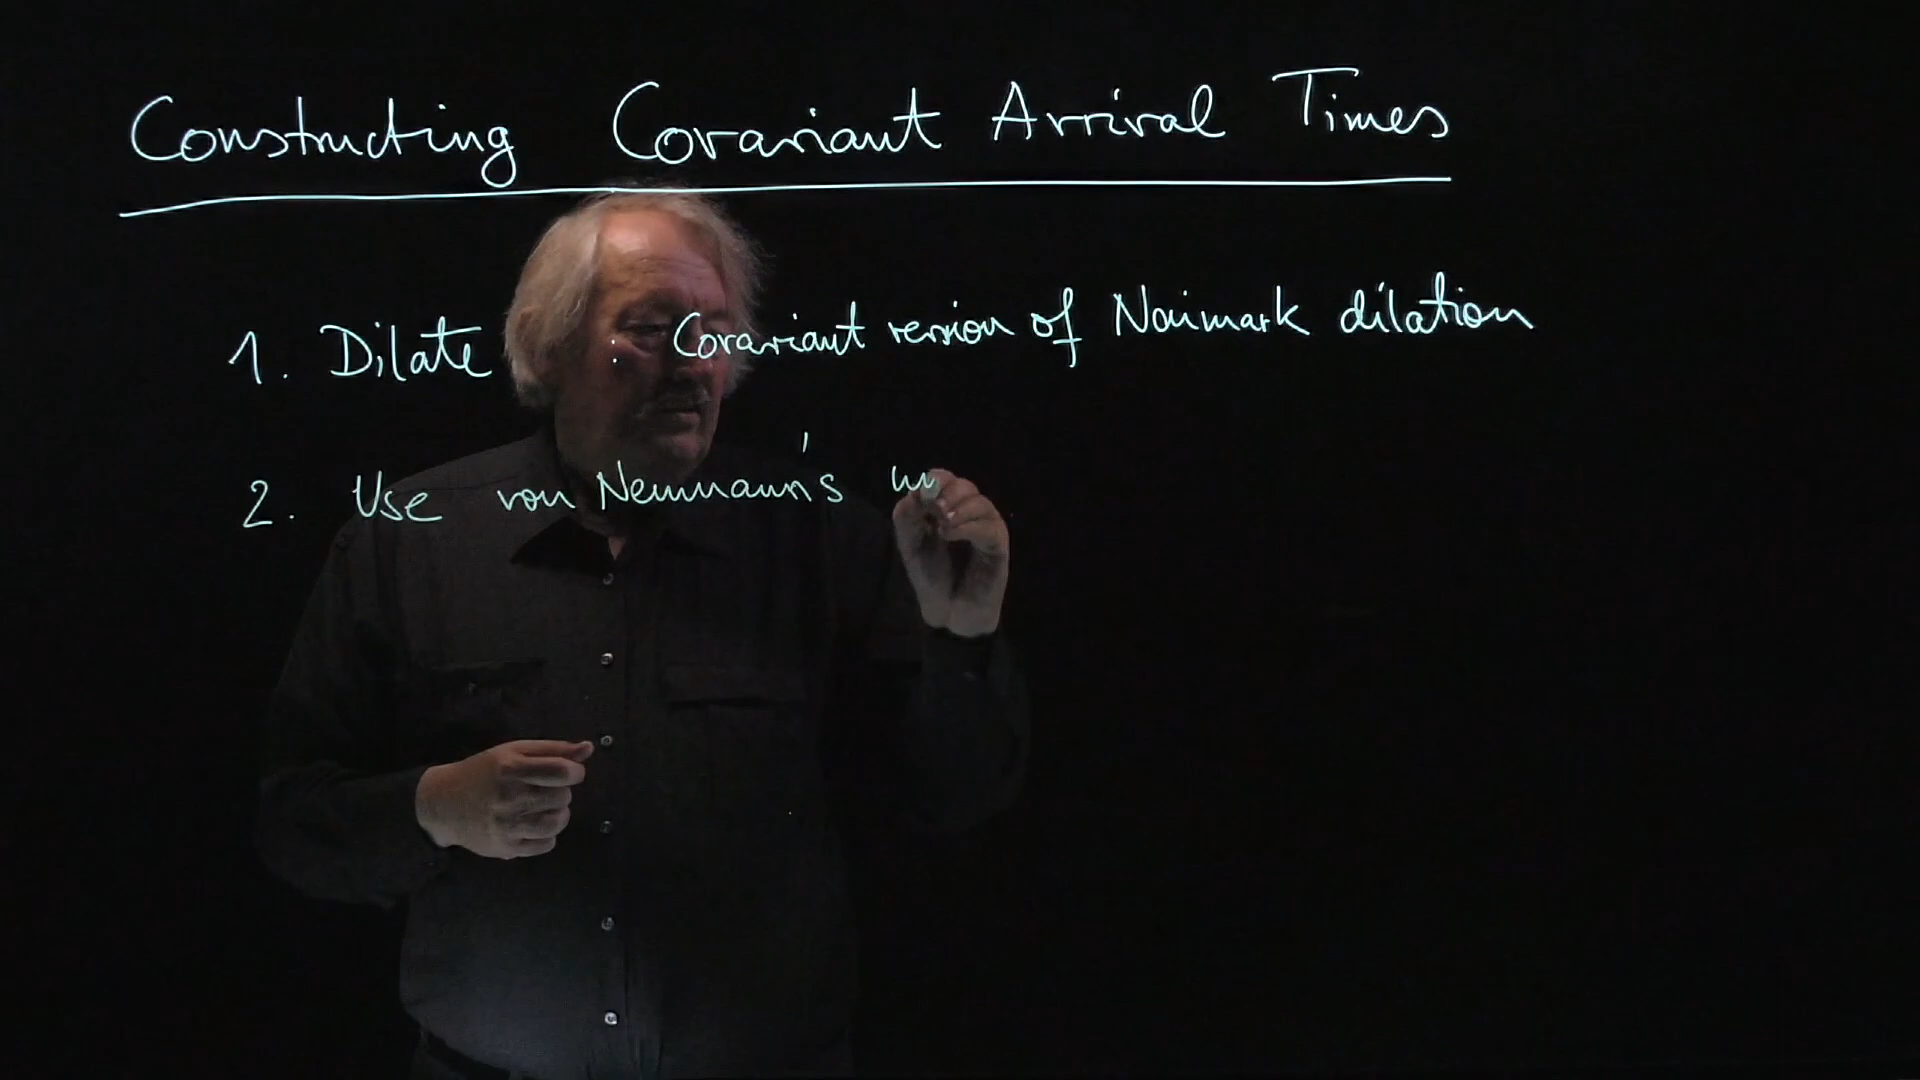 Constructing Covariant Arrival Times
1. Dilate : Covariant version of Naimark dilation
2. Use von Neumann's